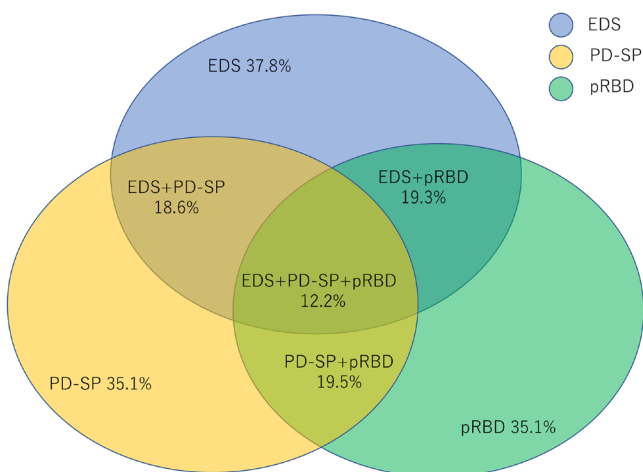 EDS
PD-SP
pRBD
EDS 37.8%
EDS+PD-SP
18.6%
EDS+pRBD
19.3%
EDS+PD-SP+pRBD
12.2%
PD-SP+pRBD
19.5%
PD-SP 35.1%
pRBD 35.1%